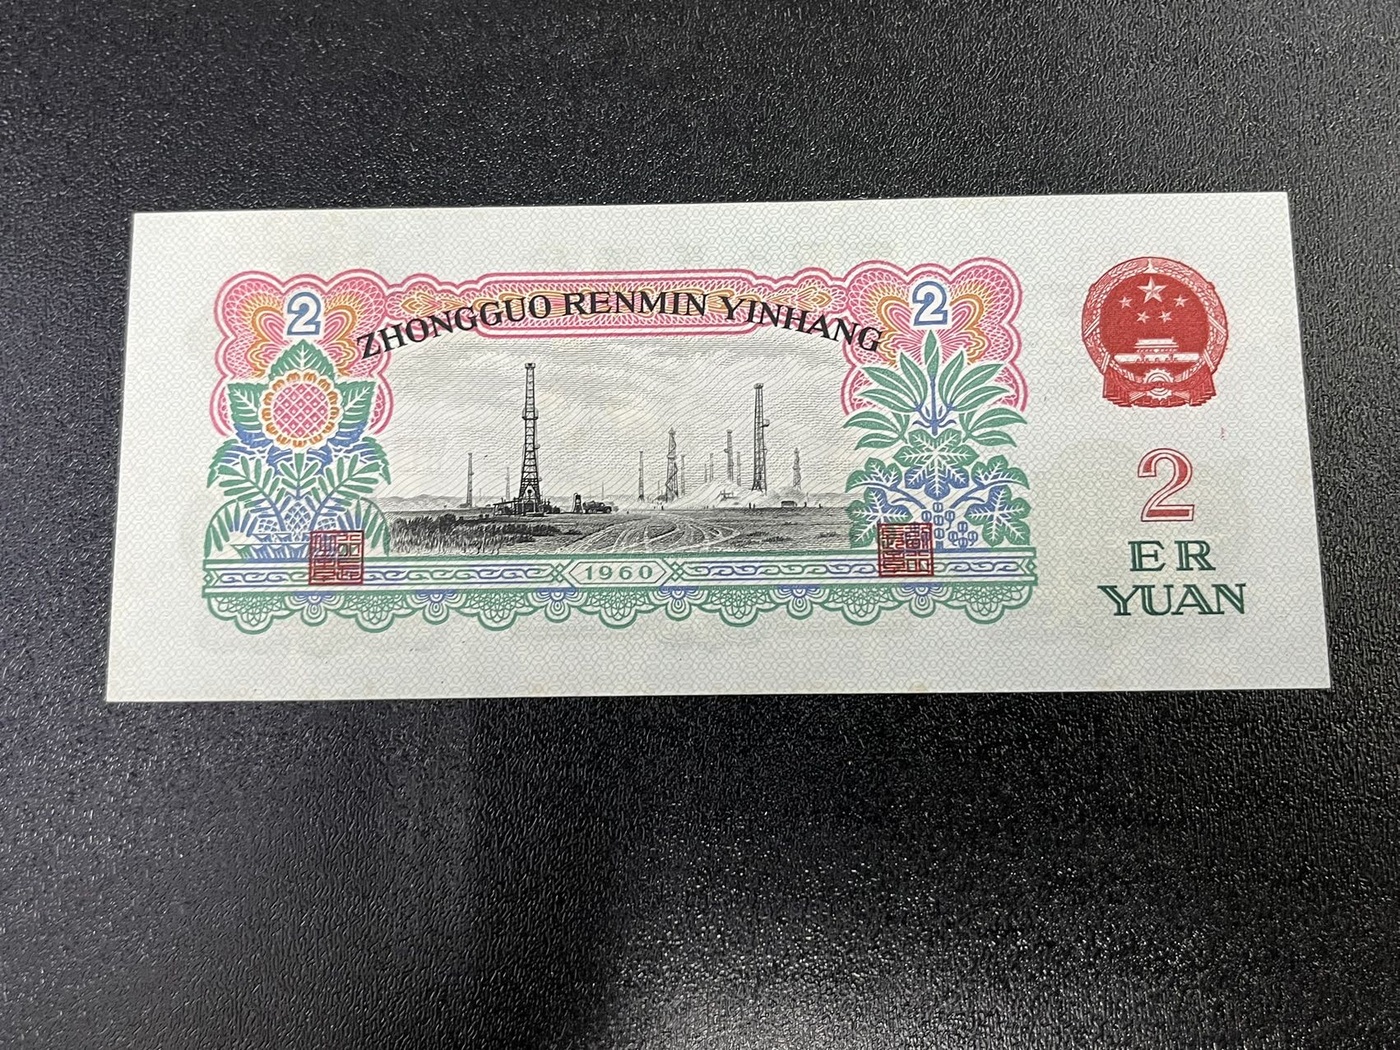 2
ZHONGGUO RENMIN YINHANG
2
1960
2
ER
YUAN